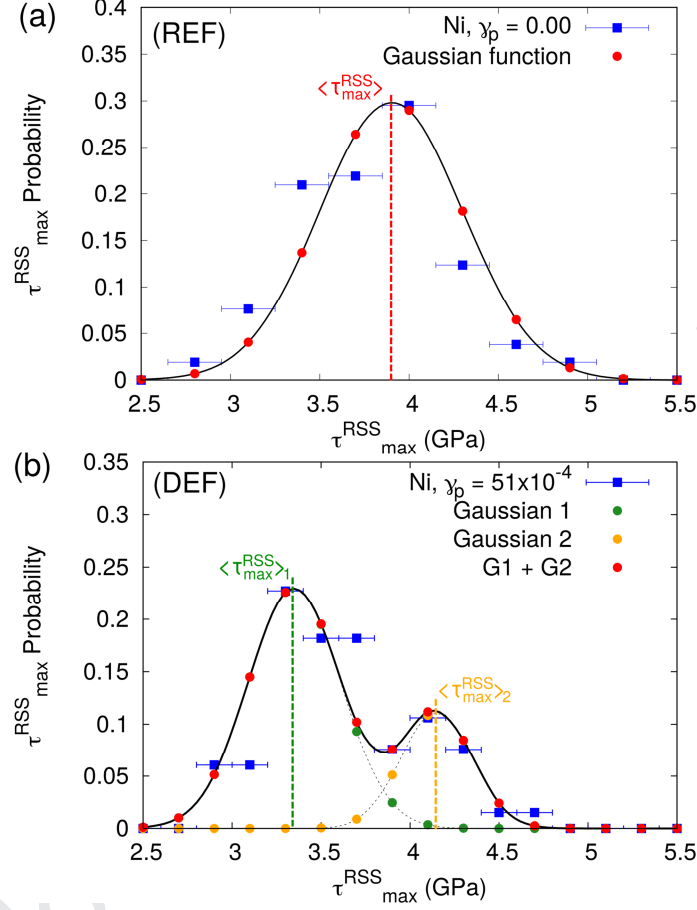 (a)
(REF)
Ni, γp = 0.00
Gaussian function
<τRSSmax>
τRSSmax Probability
0.4
0.35
0.3
0.25
0.2
0.15
0.1
0.05
0
2.5 3 3.5 4 4.5 5 5.5
τRSSmax (GPa)
(b)
(DEF)
Ni, γp = 51x10-4
Gaussian 1
Gaussian 2
G1 + G2
<τRSSmax>1
<τRSSmax>2
τRSSmax Probability
0.35
0.3
0.25
0.2
0.15
0.1
0.05
0
2.5 3 3.5 4 4.5 5 5.5
τRSSmax (GPa)